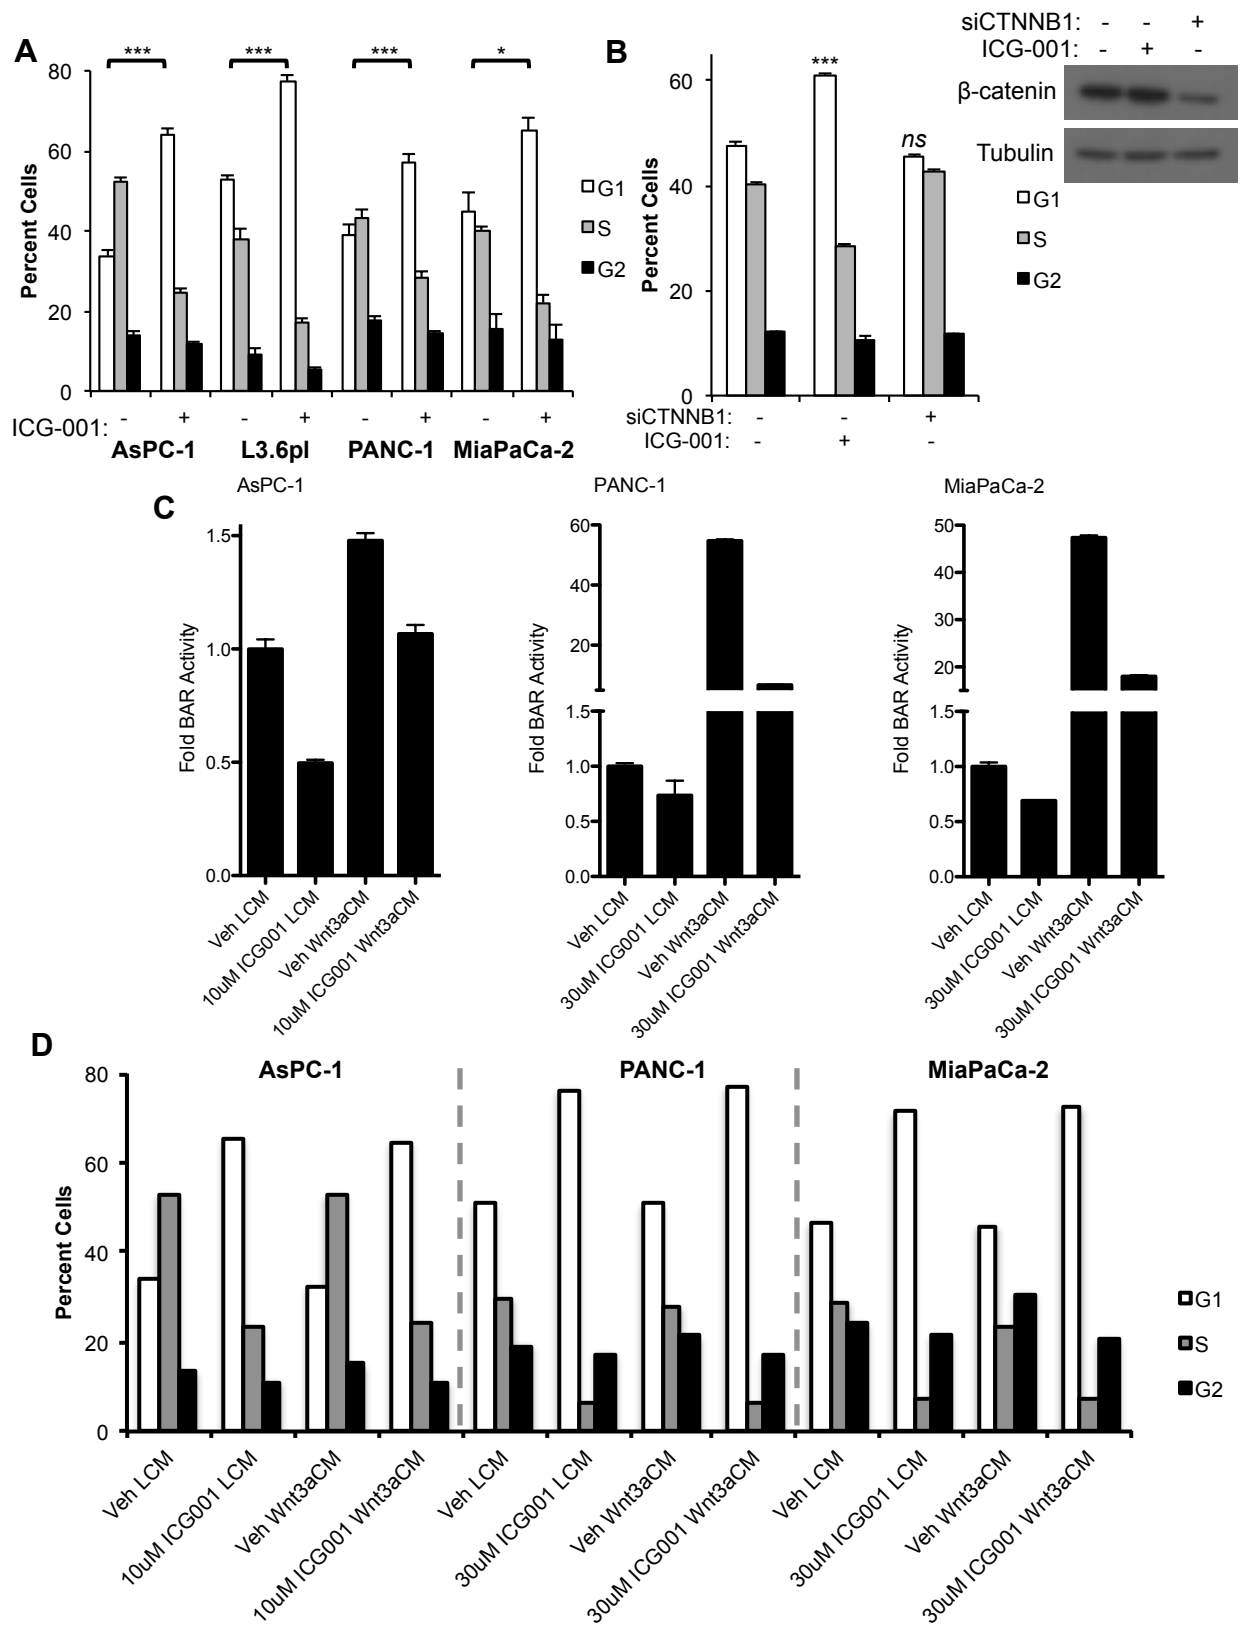 A
***
***
***
*
80
60
40
20
0
Percent Cells
G1
S
G2
ICG-001:
-
+
-
+
-
+
-
+
AsPC-1
L3.6pl
PANC-1
MiaPaCa-2
B
siCTNNB1: - - +
ICG-001: - + -
β-catenin
Tubulin
***
ns
60
40
20
0
Percent Cells
G1
S
G2
siCTNNB1: - - +
ICG-001: - + -
C
AsPC-1
1.5
1.0
0.5
0.0
Fold BAR Activity
Veh LCM
10uM ICG001 LCM
Veh Wnt3aCM
10uM ICG001 Wnt3aCM
PANC-1
60
40
20
1.5
1.0
0.5
0.0
Fold BAR Activity
Veh LCM
30uM ICG001 LCM
Veh Wnt3aCM
30uM ICG001 Wnt3aCM
MiaPaCa-2
50
40
30
20
1.5
1.0
0.5
0.0
Fold BAR Activity
Veh LCM
30uM ICG001 LCM
Veh Wnt3aCM
30uM ICG001 Wnt3aCM
D
AsPC-1
PANC-1
MiaPaCa-2
80
60
40
20
0
Percent Cells
G1
S
G2
Veh LCM
10uM ICG001 LCM
Veh Wnt3aCM
10uM ICG001 Wnt3aCM
Veh LCM
30uM ICG001 LCM
Veh Wnt3aCM
30uM ICG001 Wnt3aCM
Veh LCM
30uM ICG001 LCM
Veh Wnt3aCM
30uM ICG001 Wnt3aCM